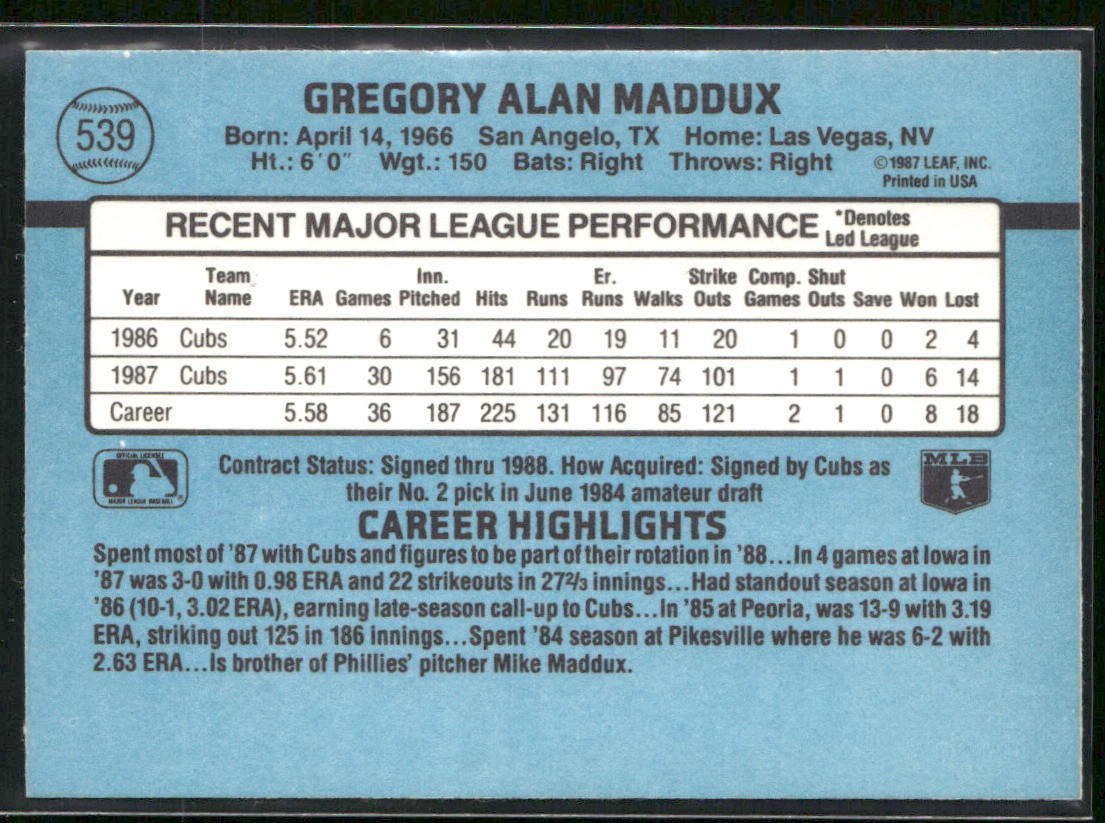 539
GREGORY ALAN MADDUX
Born: April 14, 1966 San Angelo, TX Home: Las Vegas, NV
Ht.: 6'0" Wgt.: 150 Bats: Right Throws: Right
©1987 LEAF, INC.
Printed in USA
RECENT MAJOR LEAGUE PERFORMANCE
*Denotes
Led League
Year Team Name ERA Games Inn. Pitched Hits Runs Er. Runs Walks Strike Outs Comp. Games Shut Outs Save Won Lost
1986 Cubs 5.52 6 31 44 20 19 11 20 1 0 0 2 4
1987 Cubs 5.61 30 156 181 111 97 74 101 1 1 0 6 14
Career 5.58 36 187 225 131 116 85 121 2 1 0 8 18
OFFICIAL LICENSEE
MAJOR LEAGUE BASEBALL
Contract Status: Signed thru 1988. How Acquired: Signed by Cubs as
their No. 2 pick in June 1984 amateur draft
MLB
CAREER HIGHLIGHTS
Spent most of '87 with Cubs and figures to be part of their rotation in '88...In 4 games at Iowa in
'87 was 3-0 with 0.98 ERA and 22 strikeouts in 27⅔ innings...Had standout season at Iowa in
'86 (10-1, 3.02 ERA), earning late-season call-up to Cubs...In '85 at Peoria, was 13-9 with 3.19
ERA, striking out 125 in 186 innings...Spent '84 season at Pikesville where he was 6-2 with
2.63 ERA...Is brother of Phillies' pitcher Mike Maddux.